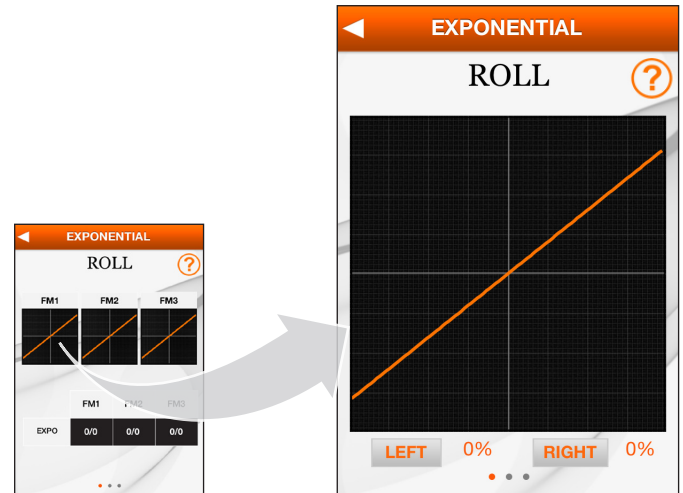 EXPONENTIAL
ROLL
?
FM1 FM2 FM3
FM1 FM2 FM3
EXPO 0/0 0/0 0/0
EXPONENTIAL
ROLL
?
LEFT 0% RIGHT 0%